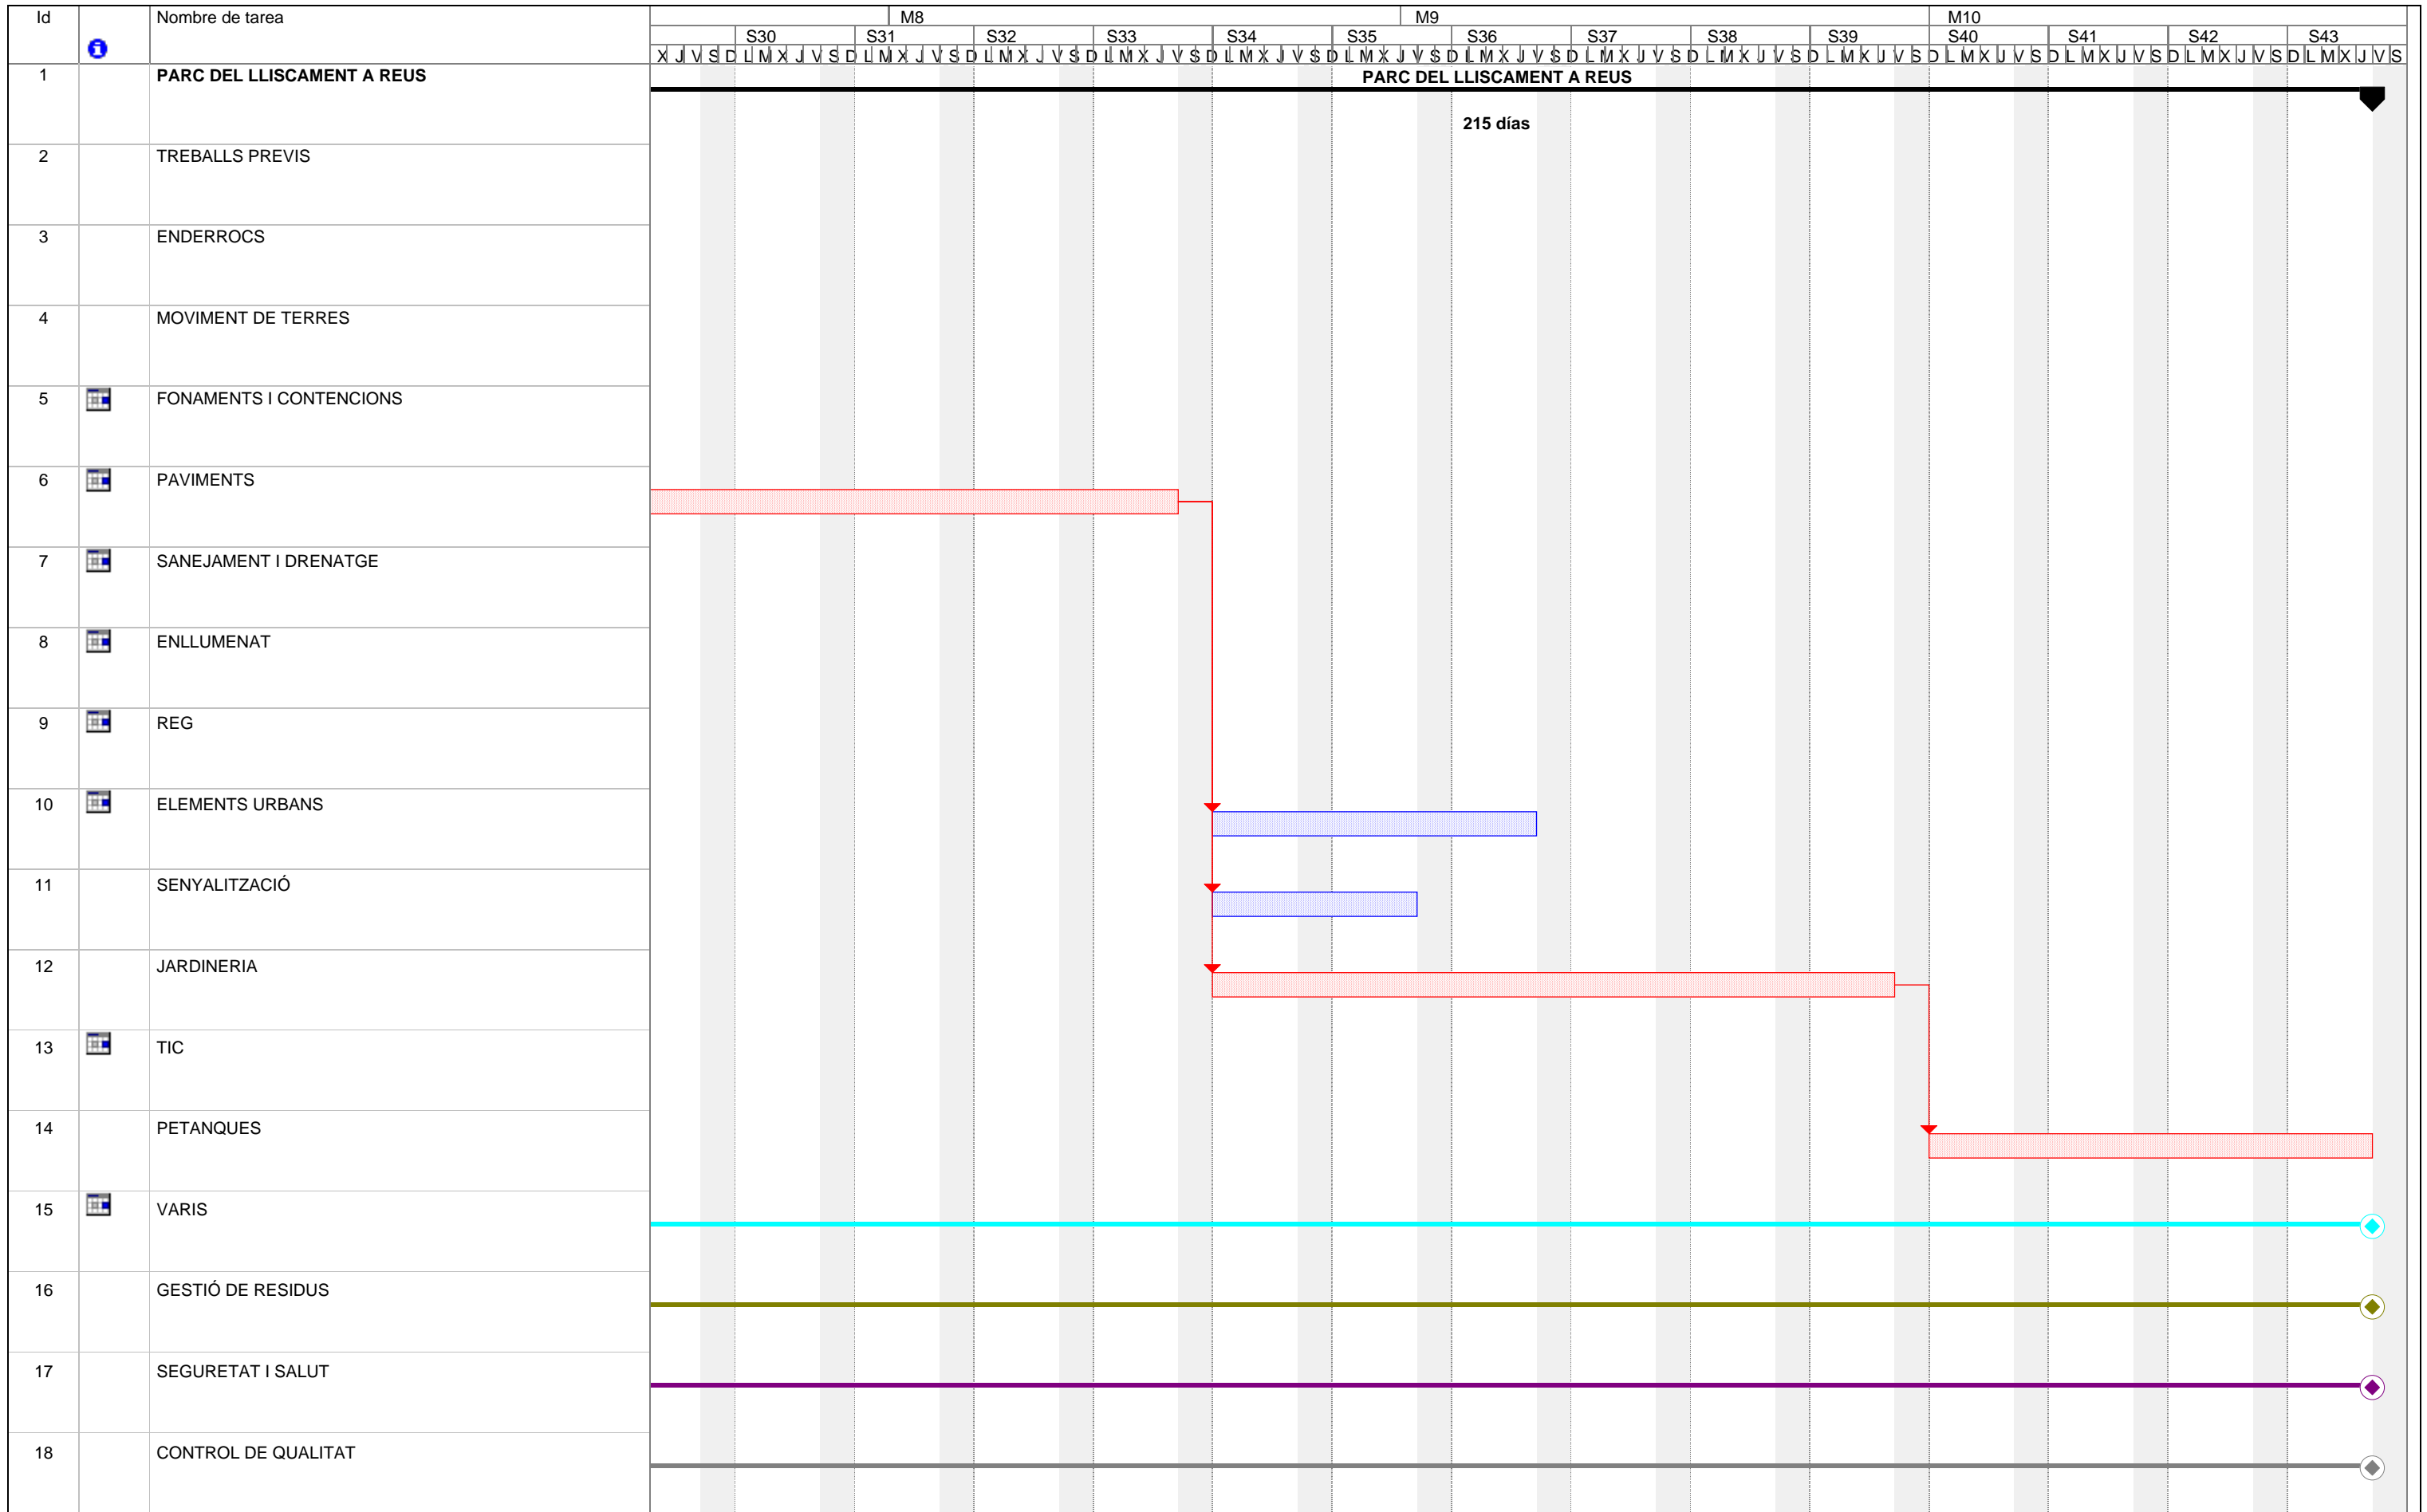 Id Nombre de tarea M8 M9 M10
S30 S31 S32 S33 S34 S35 S36 S37 S38 S39 S40 S41 S42 S43
X J V S D L M X J V S D L M X J V S D L M X J V S D L M X J V S D L M X J V S D L M X J V S D L M X J V S D L M X J V S D L M X J V S D L M X J V S D L M X J V S D L M X J V S D L M X J V S D L M X J V S
1 PARC DEL LLISCAMENT A REUS PARC DEL LLISCAMENT A REUS
215 días
2 TREBALLS PREVIS
3 ENDERROCS
4 MOVIMENT DE TERRES
5 FONAMENTS I CONTENCIONS
6 PAVIMENTS
7 SANEJAMENT I DRENATGE
8 ENLLUMENAT
9 REG
10 ELEMENTS URBANS
11 SENYALITZACIÓ
12 JARDINERIA
13 TIC
14 PETANQUES
15 VARIS
16 GESTIÓ DE RESIDUS
17 SEGURETAT I SALUT
18 CONTROL DE QUALITAT